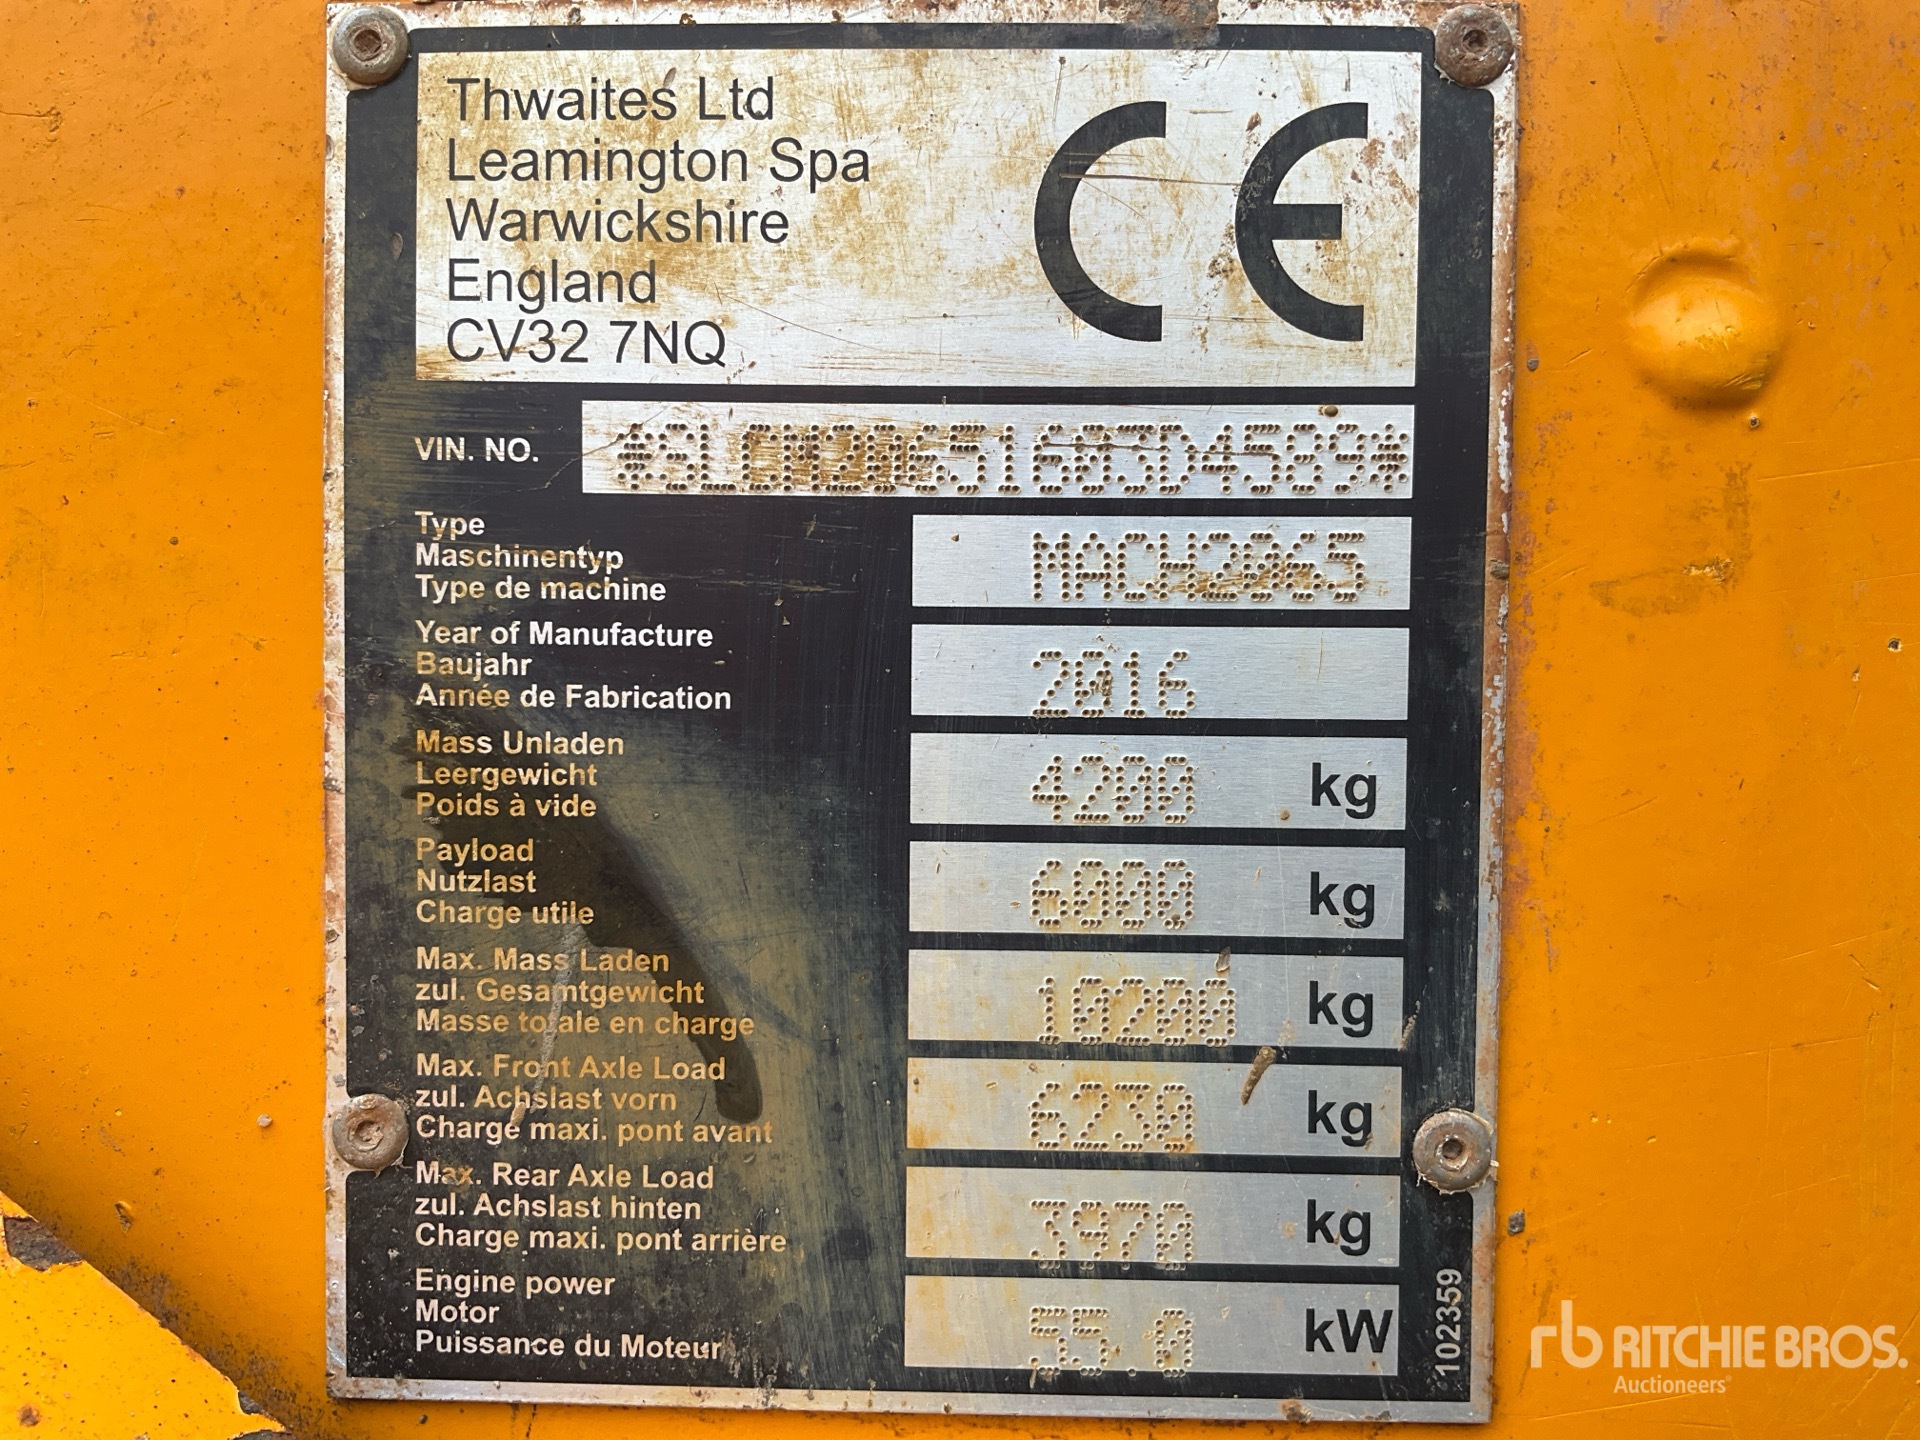 Thwaites Ltd
Leamington Spa
Warwickshire
England
CV32 7NQ
CE
VIN. NO. *SLCM20651603D4589*
Type
Maschinentyp
Type de machine
MACH2065
Year of Manufacture
Baujahr
Année de Fabrication
2016
Mass Unladen
Leergewicht
Poids à vide
4200 kg
Payload
Nutzlast
Charge utile
6000 kg
Max. Mass Laden
zul. Gesamtgewicht
Masse totale en charge
10200 kg
Max. Front Axle Load
zul. Achslast vorn
Charge maxi. pont avant
6230 kg
Max. Rear Axle Load
zul. Achslast hinten
Charge maxi. pont arrière
3970 kg
Engine power
Motor
Puissance du Moteur
55.0 kW
102359
rb RITCHIE BROS.
Auctioneers